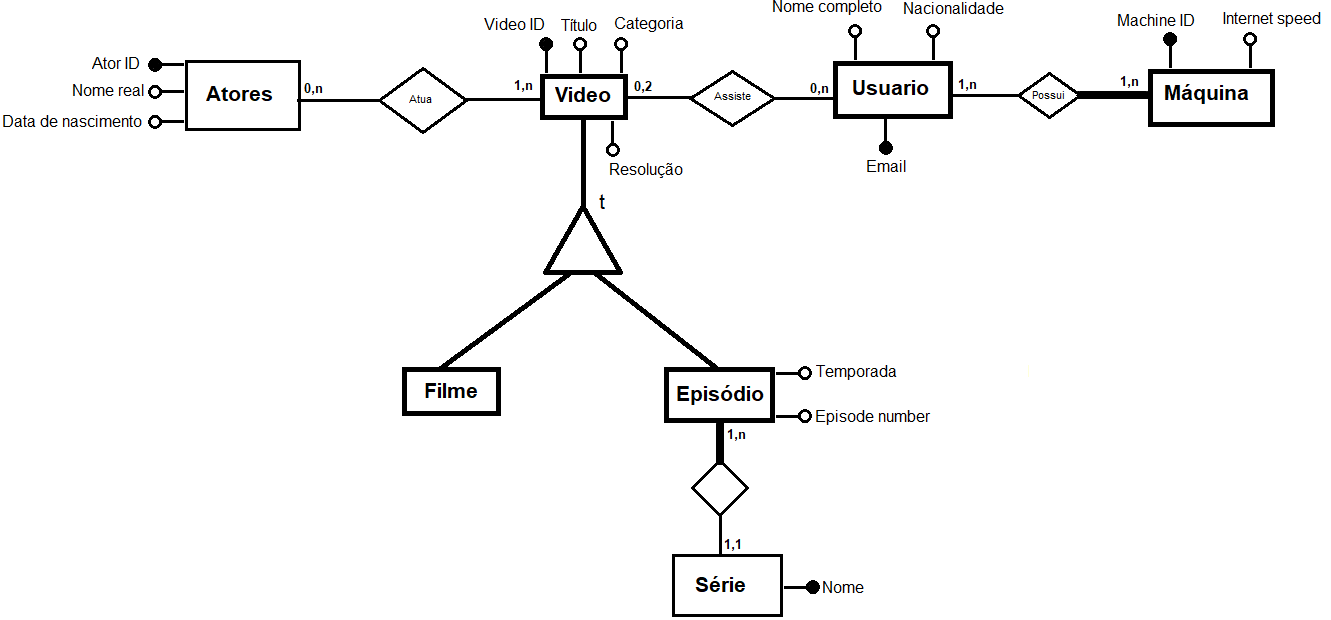 Nome completo
Nacionalidade
Machine ID
Internet speed
Video ID
Título
Categoria
Ator ID
Nome real
Data de nascimento
Atores
0,n
Atua
1,n
Video
0,2
Assiste
0,n
Usuario
1,n
Possui
1,n
Máquina
Resolução
Email
t
Filme
Episódio
Temporada
Episode number
1,n
1,1
Série
Nome